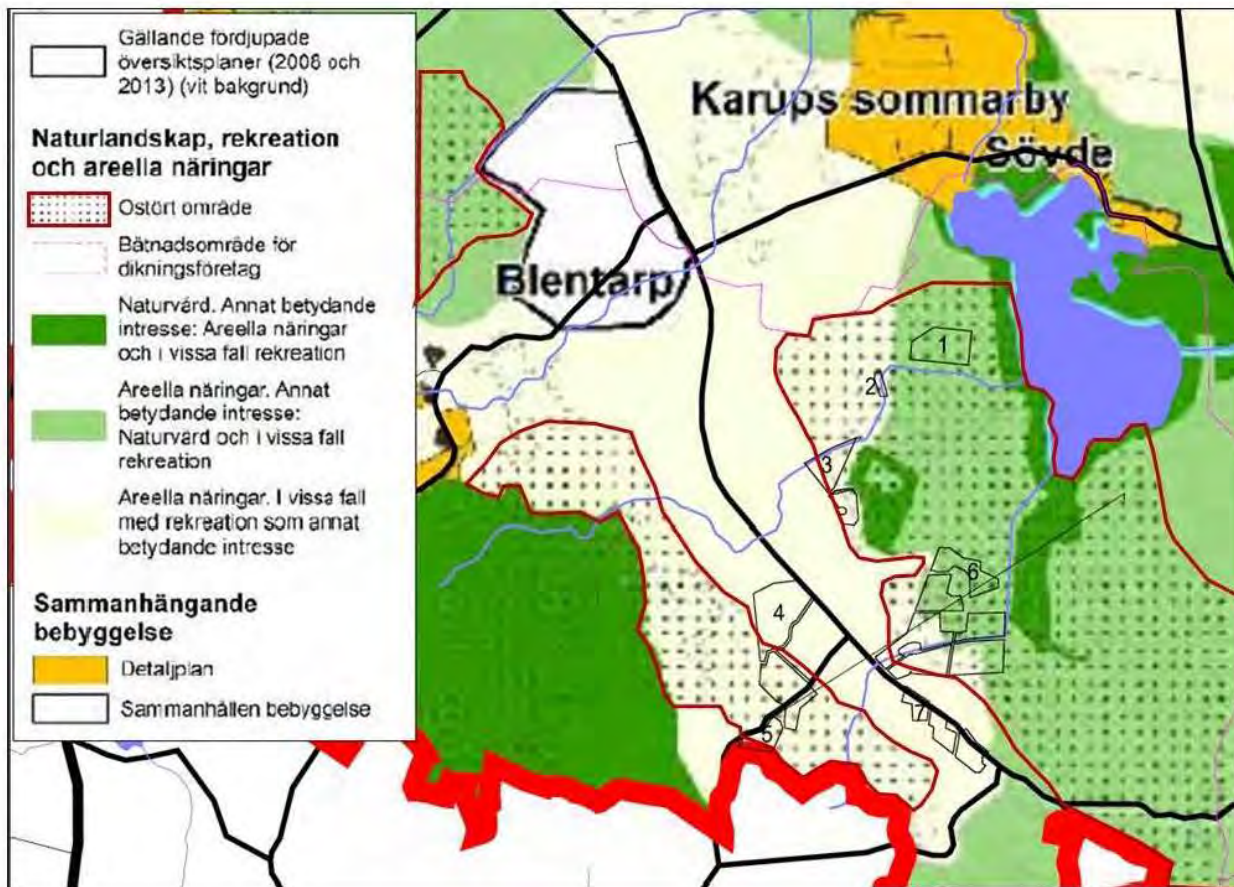 Gällande fördjupade
översiktsplaner (2008 och
2013) (vit bakgrund)
Naturlandskap, rekreation
och areella näringar
Ostört område
Båtnadsområde för
dikningsföretag
Naturvård. Annat betydande
intresse: Areella näringar
och i vissa fall rekreation
Areella näringar. Annat
betydande intresse:
Naturvård och i vissa fall
rekreation
Areella näringar. I vissa fall
med rekreation som annat
betydande intresse
Sammanhängande
bebyggelse
Detaljplan
Sammanhållen bebyggelse
Karups sommarby
Sövde
Blentarp
1
2
3
4
6
5
7